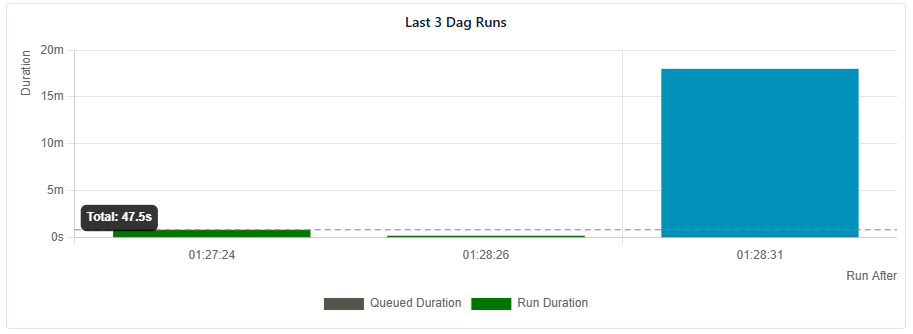 Last 3 Dag Runs
Duration
20m
15m
10m
5m
Total: 47.5s
0s
01:27:24 01:28:26 01:28:31
Run After
Queued Duration Run Duration